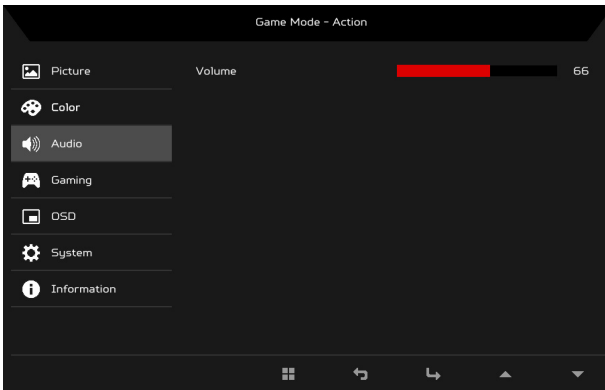 Game Mode - Action
Picture
Volume 66
Color
Audio
Gaming
OSD
System
Information